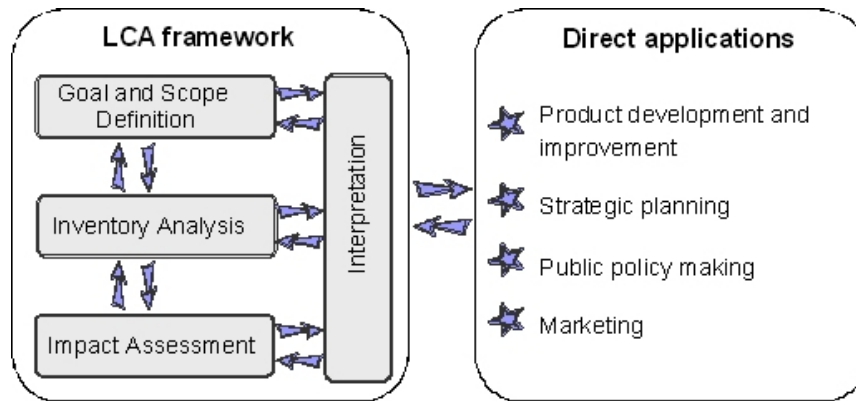 LCA framework
Goal and Scope
Definition
Inventory Analysis
Impact Assessment
Interpretation
Direct applications
Product development and
improvement
Strategic planning
Public policy making
Marketing